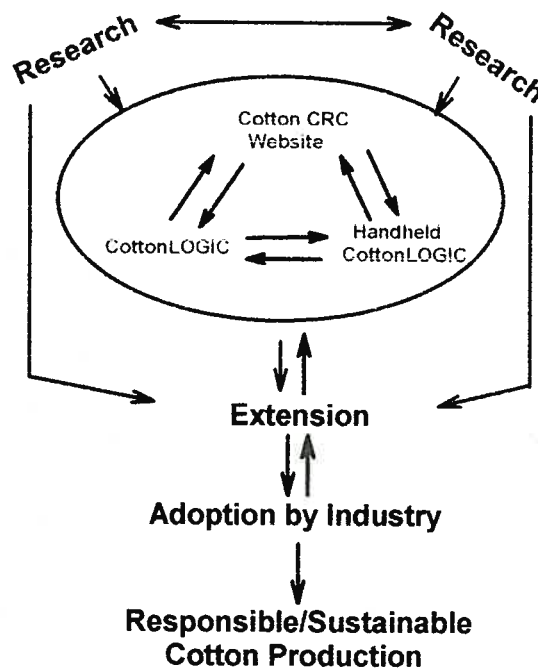 Research
Research
Cotton CRC
Website
CottonLOGIC
Handheld
CottonLOGIC
Extension
Adoption by Industry
Responsible/Sustainable
Cotton Production